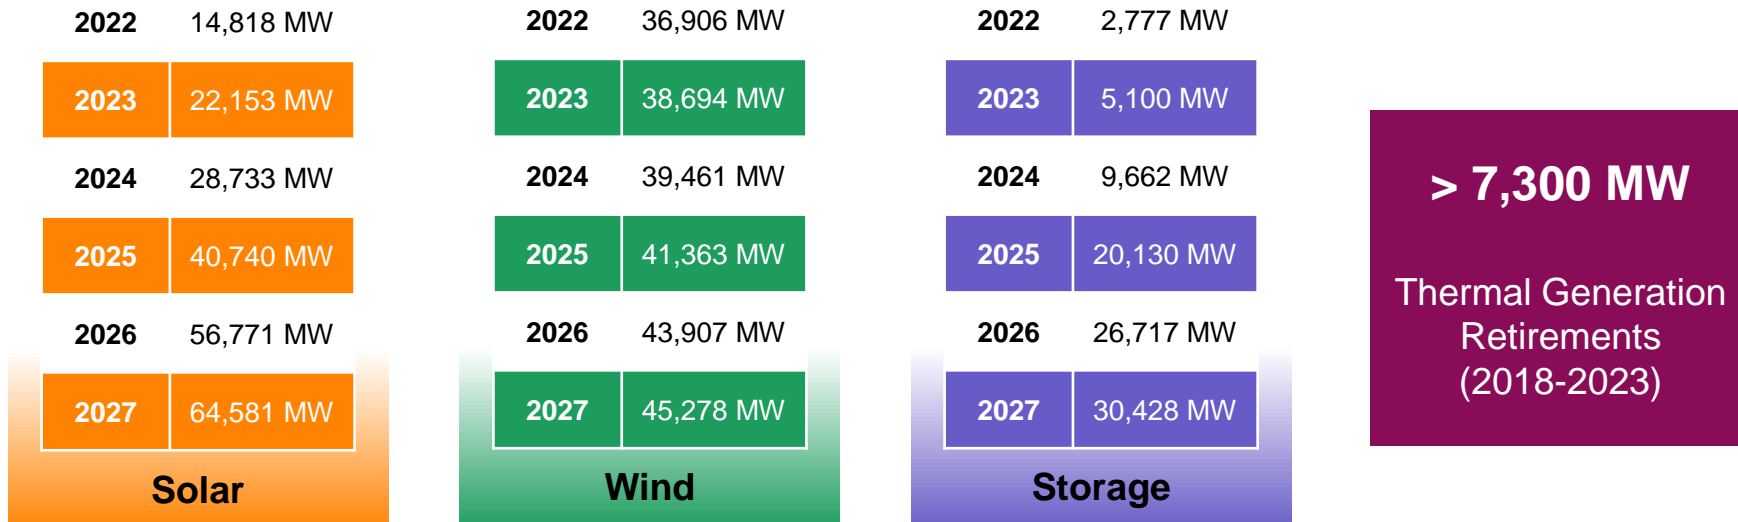 2022 14,818 MW
2023 22,153 MW
2024 28,733 MW
2025 40,740 MW
2026 56,771 MW
2027 64,581 MW
Solar
2022 36,906 MW
2023 38,694 MW
2024 39,461 MW
2025 41,363 MW
2026 43,907 MW
2027 45,278 MW
Wind
2022 2,777 MW
2023 5,100 MW
2024 9,662 MW
2025 20,130 MW
2026 26,717 MW
2027 30,428 MW
Storage
> 7,300 MW
Thermal Generation
Retirements
(2018-2023)